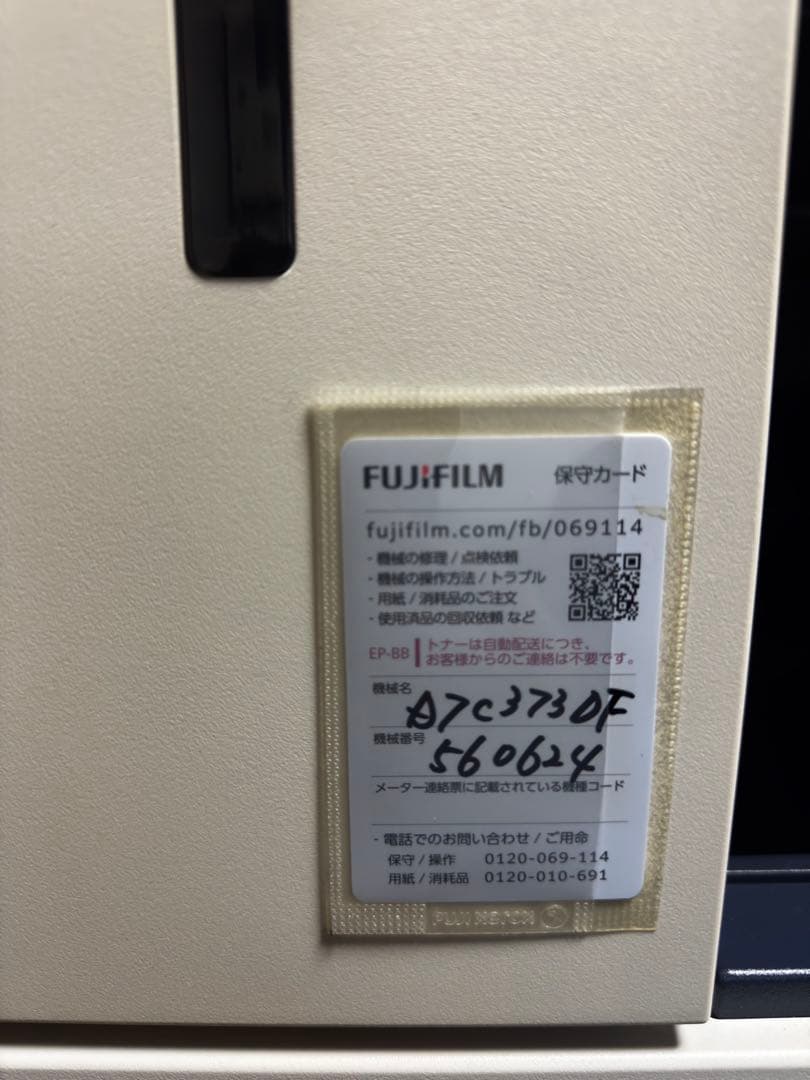 FUJIFILM 保守カード
fujifilm.com/fb/069114
・機械の修理 / 点検依頼
・機械の操作方法 / トラブル
・用紙 / 消耗品のご注文
・使用済品の回収依頼 など
EP-BB トナーは自動配送につき、
お客様からのご連絡は不要です。
機械名
A7C373DF
機械番号
560624
メーター連絡票に記載されている機種コード
・電話でのお問い合わせ / ご用命
保守 / 操作 0120-069-114
用紙 / 消耗品 0120-010-691
FUJI XEROX